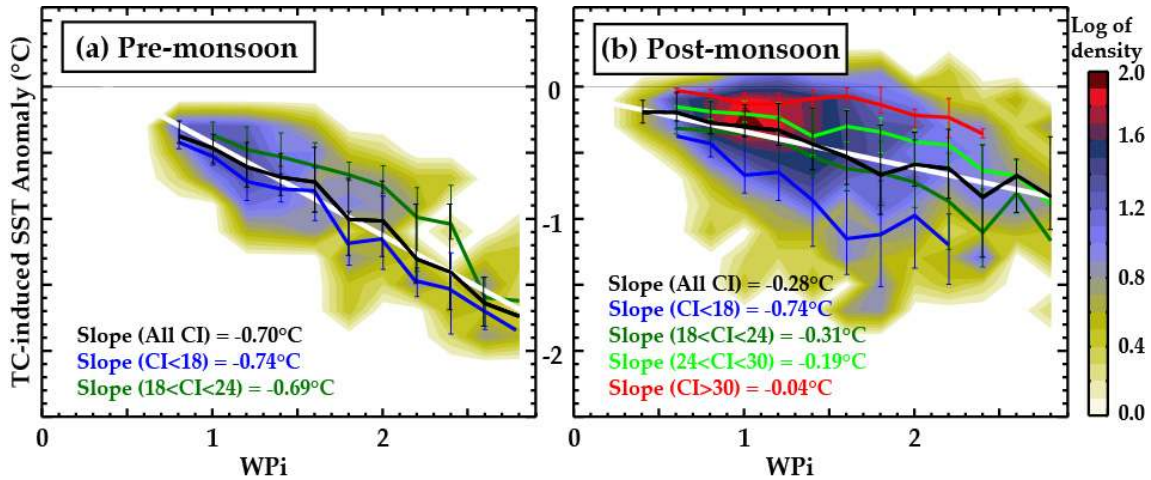 (a) Pre-monsoon
(b) Post-monsoon
Log of
density
TC-induced SST Anomaly (°C)
0
-1
-2
Slope (All CI) = -0.70°C
Slope (CI<18) = -0.74°C
Slope (18<CI<24) = -0.69°C
0
-1
-2
Slope (All CI) = -0.28°C
Slope (CI<18) = -0.74°C
Slope (18<CI<24) = -0.31°C
Slope (24<CI<30) = -0.19°C
Slope (CI>30) = -0.04°C
2.0
1.6
1.2
0.8
0.4
0.0
0 1 2
WPi
0 1 2
WPi